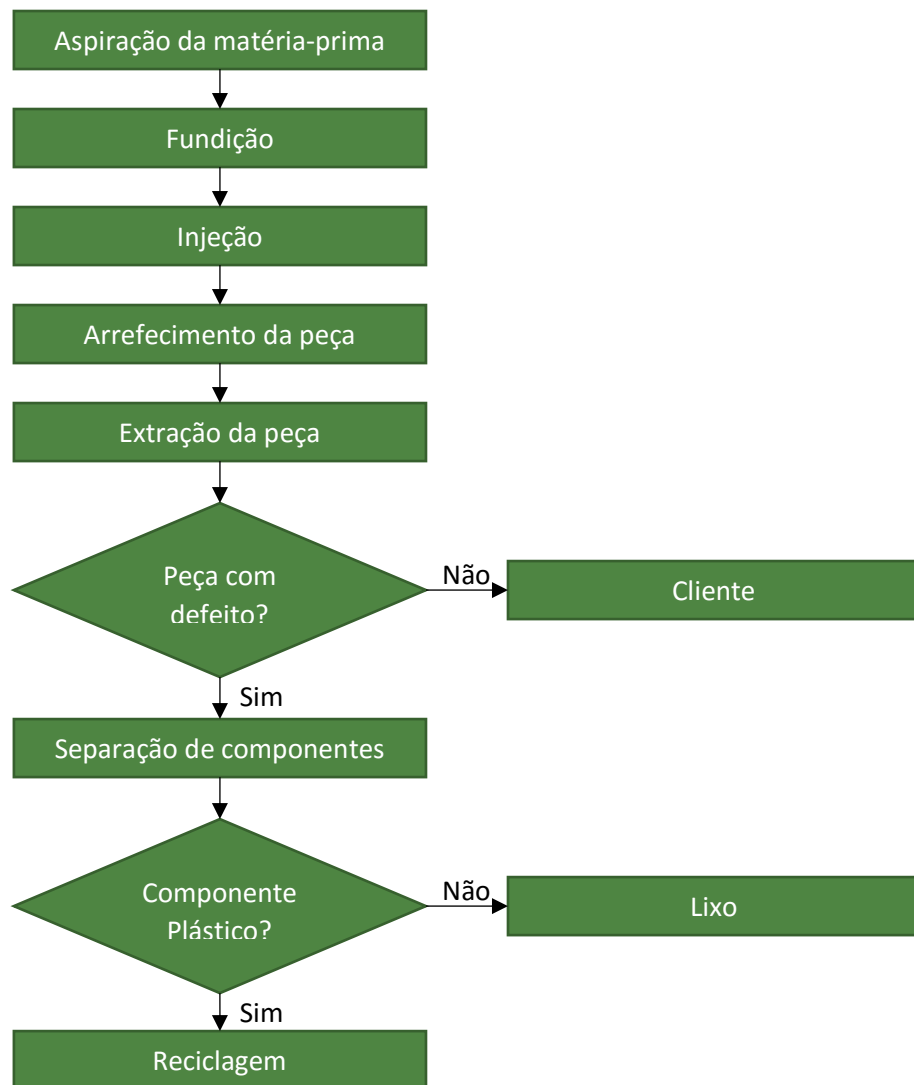 Aspiração da matéria-prima
Fundição
Injeção
Arrefecimento da peça
Extração da peça
Peça com
defeito?
Não
Cliente
Sim
Separação de componentes
Componente
Plástico?
Não
Lixo
Sim
Reciclagem